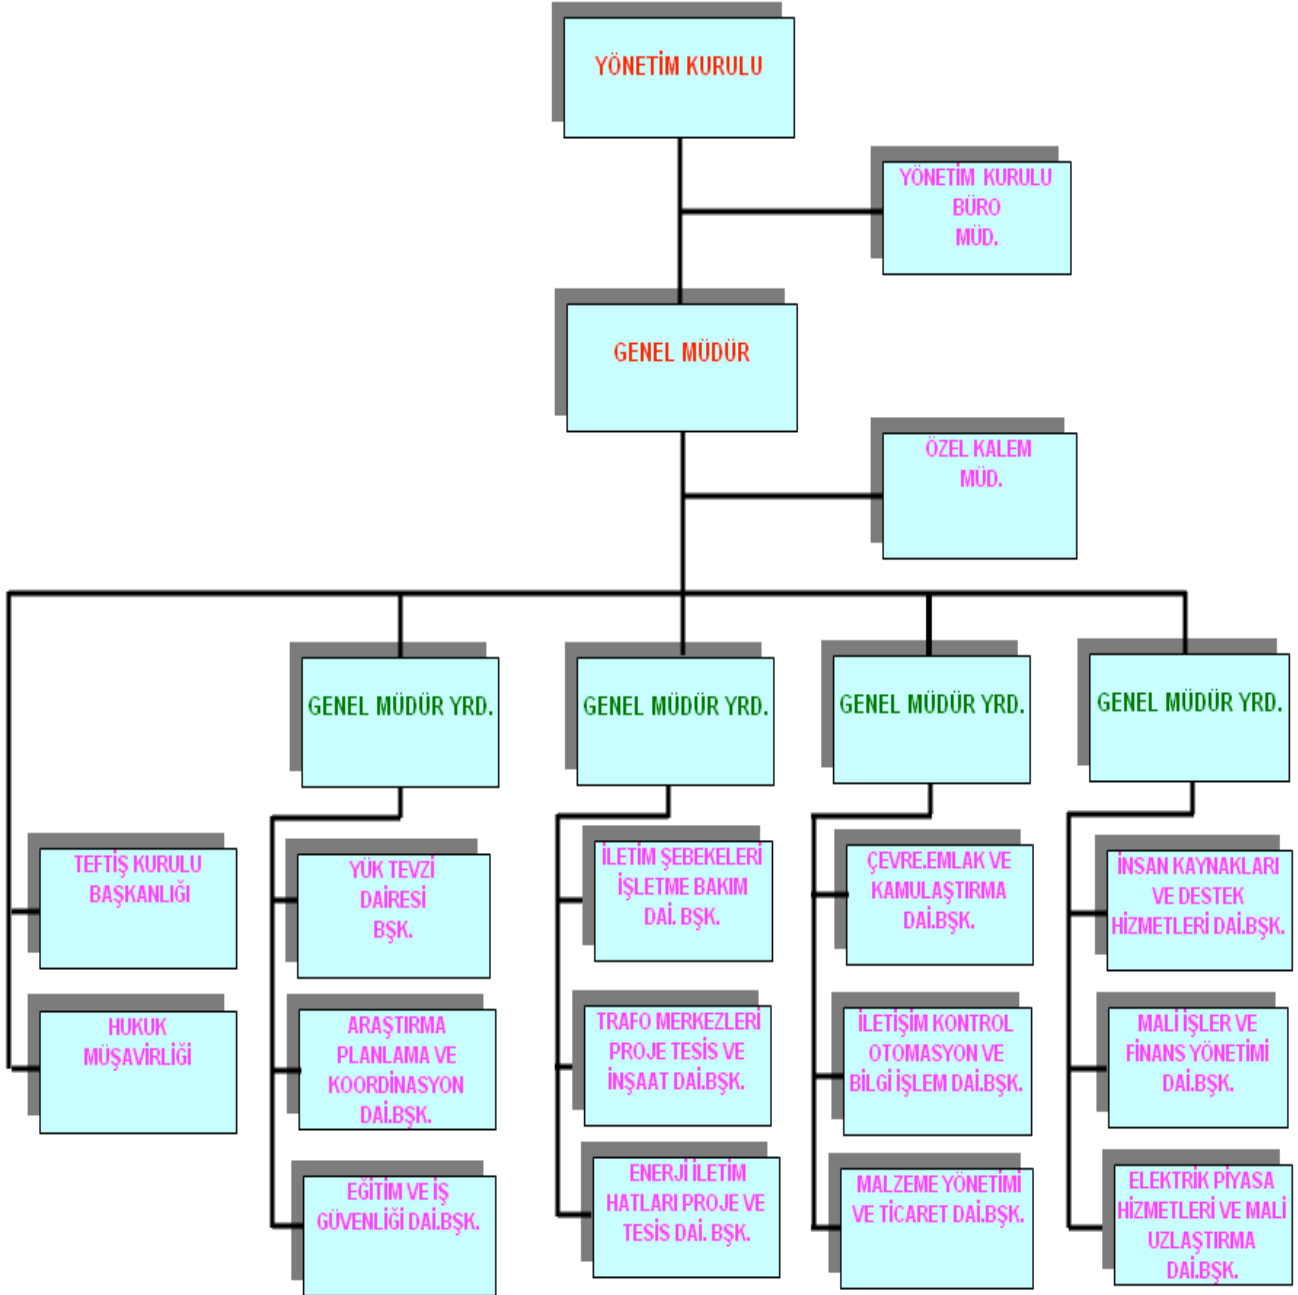 YÖNETİM KURULU
YÖNETİM KURULU
BÜRO
MÜD.
GENEL MÜDÜR
ÖZEL KALEM
MÜD.
GENEL MÜDÜR YRD.
GENEL MÜDÜR YRD.
GENEL MÜDÜR YRD.
GENEL MÜDÜR YRD.
TEFTİŞ KURULU
BAŞKANLIĞI
HUKUK
MÜŞAVİRLİĞİ
YÜK TEVZİ
DAİRESİ
BŞK.
ARAŞTIRMA
PLANLAMA VE
KOORDİNASYON
DAİ.BŞK.
EĞİTİM VE İŞ
GÜVENLİĞİ DAİ.BŞK.
İLETİM ŞEBEKELERİ
İŞLETME BAKIM
DAİ. BŞK.
TRAFO MERKEZLERİ
PROJE TESİS VE
İNŞAAT DAİ.BŞK.
ENERJİ İLETİM
HATLARI PROJE VE
TESİS DAİ. BŞK.
ÇEVRE.EMLAK VE
KAMULAŞTIRMA
DAİ.BŞK.
İLETİŞİM KONTROL
OTOMASYON VE
BİLGİ İŞLEM DAİ.BŞK.
MALZEME YÖNETİMİ
VE TİCARET DAİ.BŞK.
İNSAN KAYNAKLARI
VE DESTEK
HİZMETLERİ DAİ.BŞK.
MALİ İŞLER VE
FİNANS YÖNETİMİ
DAİ.BŞK.
ELEKTRİK PİYASA
HİZMETLERİ VE MALİ
UZLAŞTIRMA
DAİ.BŞK.